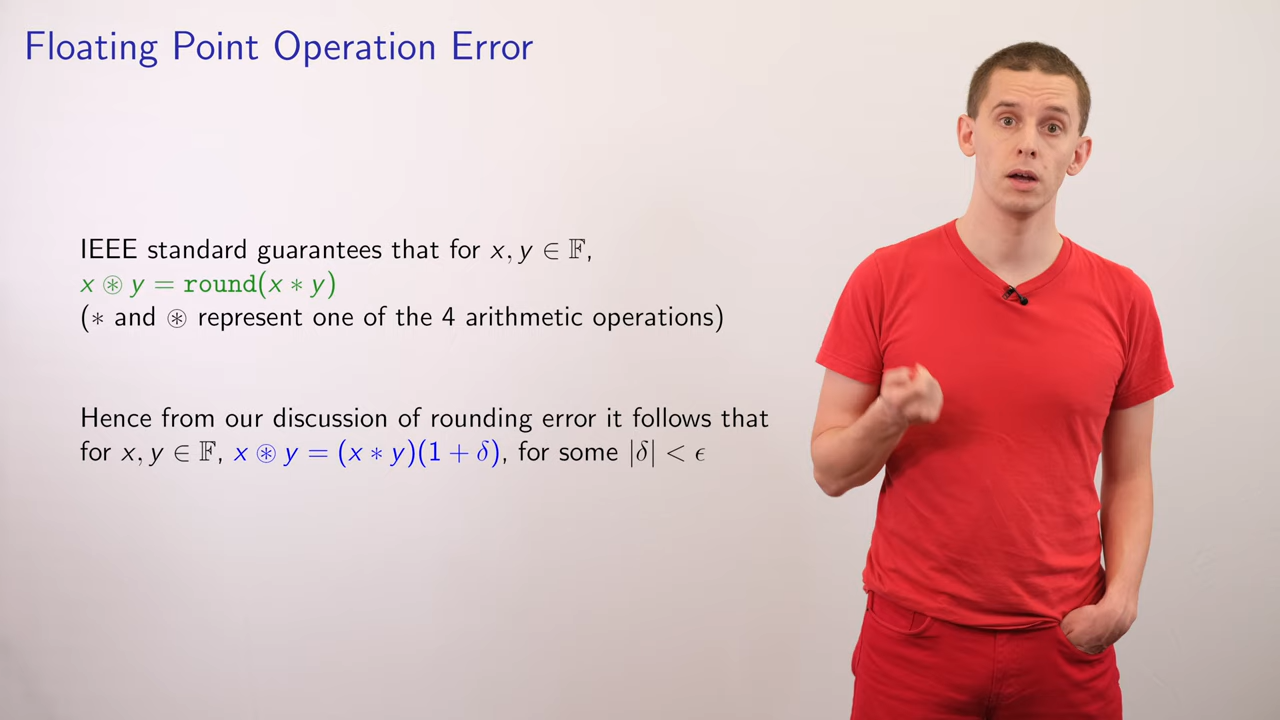 Floating Point Operation Error
IEEE standard guarantees that for x, y ∈ 𝔽,
x ⊛ y = round(x ∗ y)
(∗ and ⊛ represent one of the 4 arithmetic operations)
Hence from our discussion of rounding error it follows that
for x, y ∈ 𝔽, x ⊛ y = (x ∗ y)(1 + δ), for some |δ| < ϵ